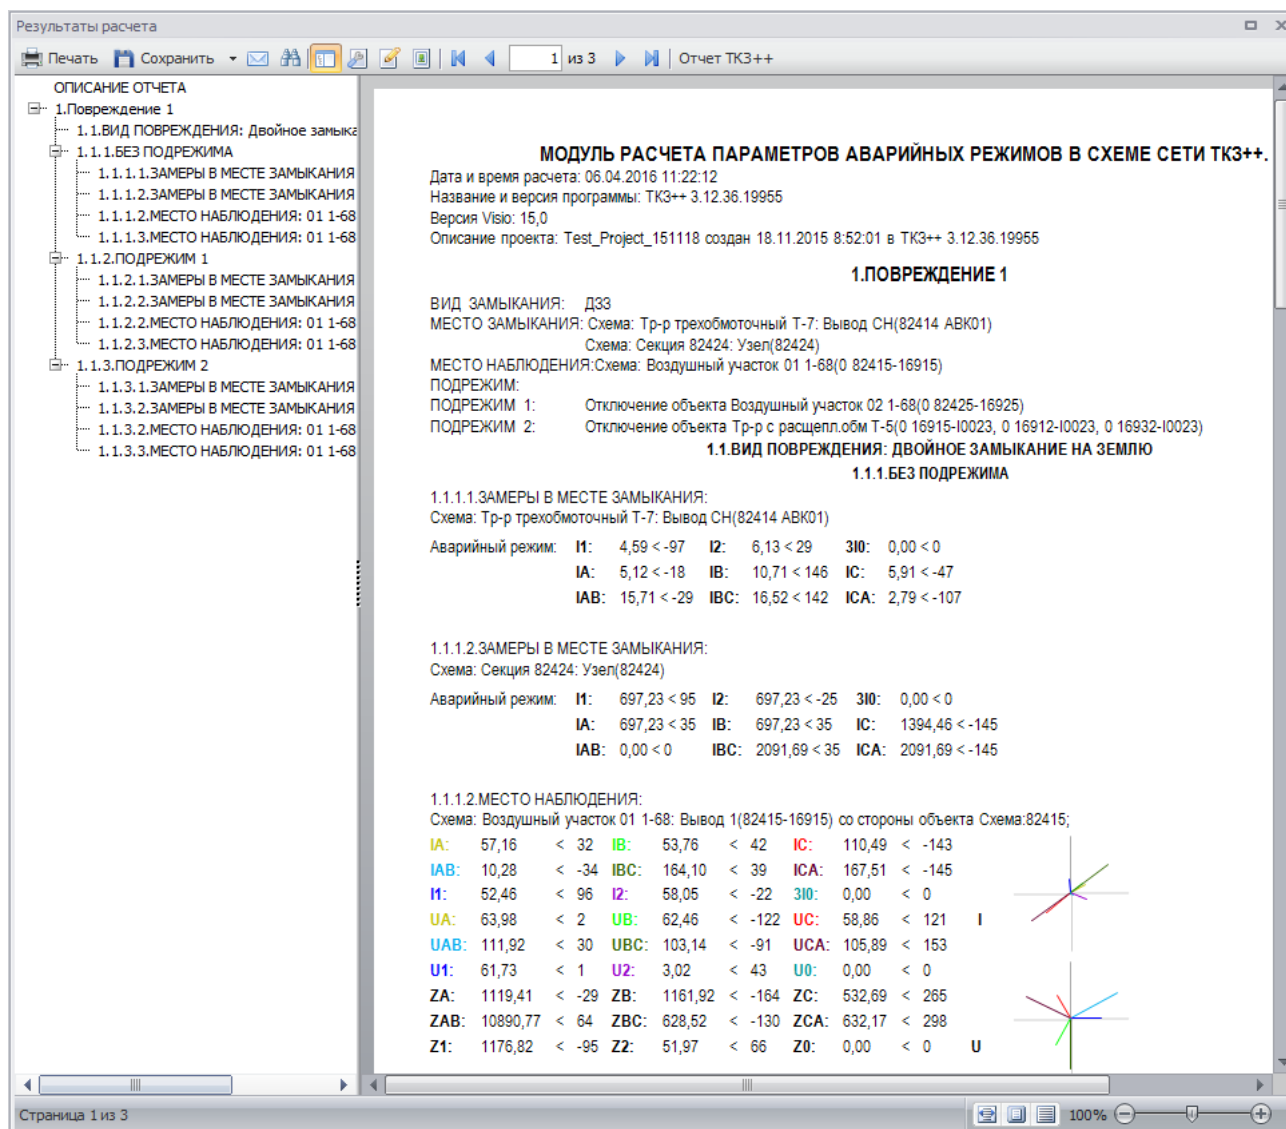 Результаты расчета
Печать Сохранить 1 из 3 Отчет ТКЗ++
ОПИСАНИЕ ОТЧЕТА
1.Повреждение 1
1.1.ВИД ПОВРЕЖДЕНИЯ: Двойное замыка
1.1.1.БЕЗ ПОДРЕЖИМА
1.1.1.1.ЗАМЕРЫ В МЕСТЕ ЗАМЫКАНИЯ
1.1.1.2.ЗАМЕРЫ В МЕСТЕ ЗАМЫКАНИЯ
1.1.1.2.МЕСТО НАБЛЮДЕНИЯ: 01 1-68
1.1.1.3.МЕСТО НАБЛЮДЕНИЯ: 01 1-68
1.1.2.ПОДРЕЖИМ 1
1.1.2.1.ЗАМЕРЫ В МЕСТЕ ЗАМЫКАНИЯ
1.1.2.2.ЗАМЕРЫ В МЕСТЕ ЗАМЫКАНИЯ
1.1.2.2.МЕСТО НАБЛЮДЕНИЯ: 01 1-68
1.1.2.3.МЕСТО НАБЛЮДЕНИЯ: 01 1-68
1.1.3.ПОДРЕЖИМ 2
1.1.3.1.ЗАМЕРЫ В МЕСТЕ ЗАМЫКАНИЯ
1.1.3.2.ЗАМЕРЫ В МЕСТЕ ЗАМЫКАНИЯ
1.1.3.2.МЕСТО НАБЛЮДЕНИЯ: 01 1-68
1.1.3.3.МЕСТО НАБЛЮДЕНИЯ: 01 1-68
МОДУЛЬ РАСЧЕТА ПАРАМЕТРОВ АВАРИЙНЫХ РЕЖИМОВ В СХЕМЕ СЕТИ ТКЗ++.
Дата и время расчета: 06.04.2016 11:22:12
Название и версия программы: ТКЗ++ 3.12.36.19955
Версия Visio: 15,0
Описание проекта: Test_Project_151118 создан 18.11.2015 8:52:01 в ТКЗ++ 3.12.36.19955
1.ПОВРЕЖДЕНИЕ 1
ВИД ЗАМЫКАНИЯ: ДЗЗ
МЕСТО ЗАМЫКАНИЯ: Схема: Тр-р трехобмоточный Т-7: Вывод СН(82414 АВК01)
Схема: Секция 82424: Узел(82424)
МЕСТО НАБЛЮДЕНИЯ:Схема: Воздушный участок 01 1-68(0 82415-16915)
ПОДРЕЖИМ:
ПОДРЕЖИМ 1: Отключение объекта Воздушный участок 02 1-68(0 82425-16925)
ПОДРЕЖИМ 2: Отключение объекта Тр-р с расщепл.обм Т-5(0 16915-I0023, 0 16912-I0023, 0 16932-I0023)
1.1.ВИД ПОВРЕЖДЕНИЯ: ДВОЙНОЕ ЗАМЫКАНИЕ НА ЗЕМЛЮ
1.1.1.БЕЗ ПОДРЕЖИМА
1.1.1.1.ЗАМЕРЫ В МЕСТЕ ЗАМЫКАНИЯ:
Схема: Тр-р трехобмоточный Т-7: Вывод СН(82414 АВК01)
Аварийный режим: I1: 4,59 < -97 I2: 6,13 < 29 3I0: 0,00 < 0
IA: 5,12 < -18 IB: 10,71 < 146 IC: 5,91 < -47
IAB: 15,71 < -29 IBC: 16,52 < 142 ICA: 2,79 < -107
1.1.1.2.ЗАМЕРЫ В МЕСТЕ ЗАМЫКАНИЯ:
Схема: Секция 82424: Узел(82424)
Аварийный режим: I1: 697,23 < 95 I2: 697,23 < -25 3I0: 0,00 < 0
IA: 697,23 < 35 IB: 697,23 < 35 IC: 1394,46 < -145
IAB: 0,00 < 0 IBC: 2091,69 < 35 ICA: 2091,69 < -145
1.1.1.2.МЕСТО НАБЛЮДЕНИЯ:
Схема: Воздушный участок 01 1-68: Вывод 1(82415-16915) со стороны объекта Схема:82415;
IA: 57,16 < 32 IB: 53,76 < 42 IC: 110,49 < -143
IAB: 10,28 < -34 IBC: 164,10 < 39 ICA: 167,51 < -145
I1: 52,46 < 96 I2: 58,05 < -22 3I0: 0,00 < 0
UA: 63,98 < 2 UB: 62,46 < -122 UC: 58,86 < 121 I
UAB: 111,92 < 30 UBC: 103,14 < -91 UCA: 105,89 < 153
U1: 61,73 < 1 U2: 3,02 < 43 U0: 0,00 < 0
ZA: 1119,41 < -29 ZB: 1161,92 < -164 ZC: 532,69 < 265
ZAB: 10890,77 < 64 ZBC: 628,52 < -130 ZCA: 632,17 < 298
Z1: 1176,82 < -95 Z2: 51,97 < 66 Z0: 0,00 < 0 U
Страница 1 из 3 100%